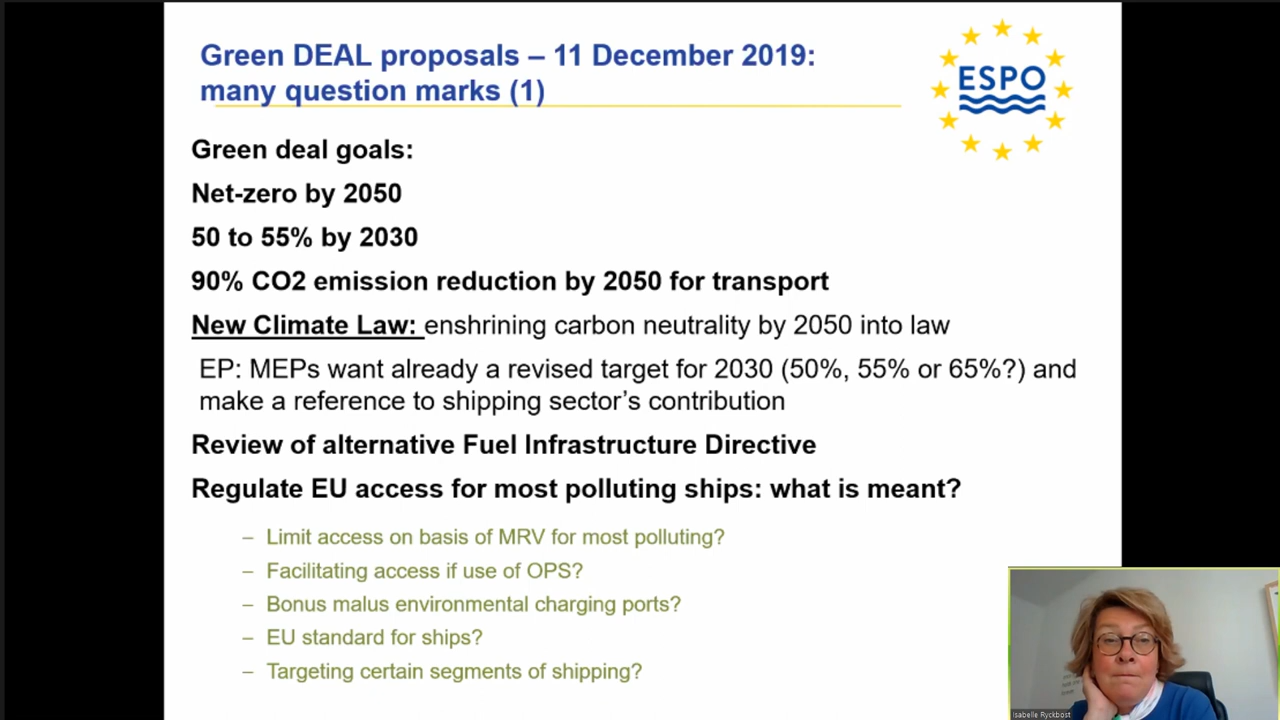 Green DEAL proposals – 11 December 2019:
many question marks (1)
ESPO
Green deal goals:
Net-zero by 2050
50 to 55% by 2030
90% CO2 emission reduction by 2050 for transport
New Climate Law: enshrining carbon neutrality by 2050 into law
EP: MEPs want already a revised target for 2030 (50%, 55% or 65%?) and
make a reference to shipping sector's contribution
Review of alternative Fuel Infrastructure Directive
Regulate EU access for most polluting ships: what is meant?
– Limit access on basis of MRV for most polluting?
– Facilitating access if use of OPS?
– Bonus malus environmental charging ports?
– EU standard for ships?
– Targeting certain segments of shipping?
Isabelle Ryckbost